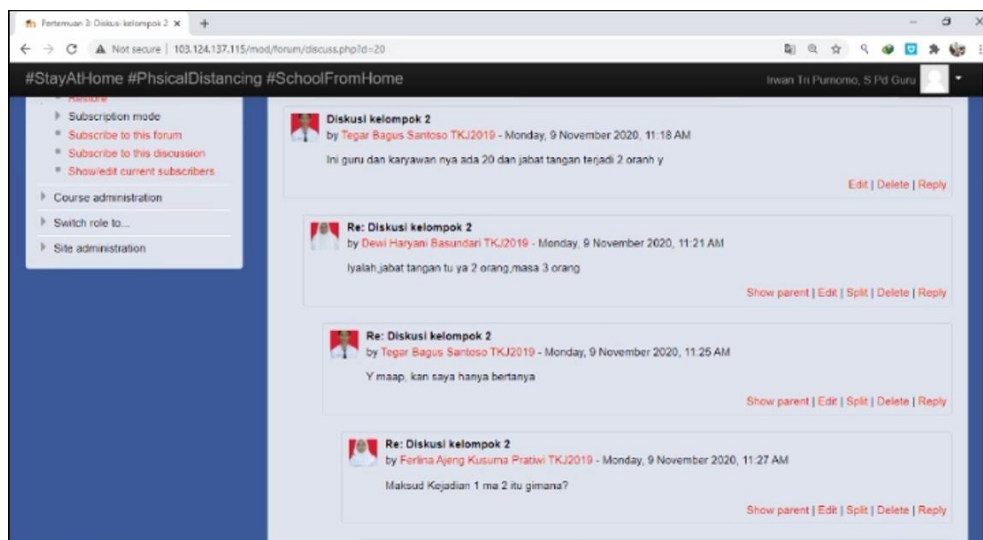 Pertemuan 3: Diskusi kelompok 2
Not secure | 103.124.137.115/mod/forum/discuss.php?d=20
#StayAtHome #PhsicalDistancing #SchoolFromHome
Irwan Tri Purnomo, S.Pd Guru
Restore
Subscription mode
Subscribe to this forum
Subscribe to this discussion
Show/edit current subscribers
Course administration
Switch role to...
Site administration
Diskusi kelompok 2
by Tegar Bagus Santoso TKJ2019 - Monday, 9 November 2020, 11:18 AM
Ini guru dan karyawan nya ada 20 dan jabat tangan terjadi 2 oranh y
Edit | Delete | Reply
Re: Diskusi kelompok 2
by Dewi Haryani Basundari TKJ2019 - Monday, 9 November 2020, 11:21 AM
Iyalah,jabat tangan tu ya 2 orang,masa 3 orang
Show parent | Edit | Split | Delete | Reply
Re: Diskusi kelompok 2
by Tegar Bagus Santoso TKJ2019 - Monday, 9 November 2020, 11:25 AM
Y maap, kan saya hanya bertanya
Show parent | Edit | Split | Delete | Reply
Re: Diskusi kelompok 2
by Ferlina Ajeng Kusuma Pratiwi TKJ2019 - Monday, 9 November 2020, 11:27 AM
Maksud Kejadian 1 ma 2 itu gimana?
Show parent | Edit | Split | Delete | Reply